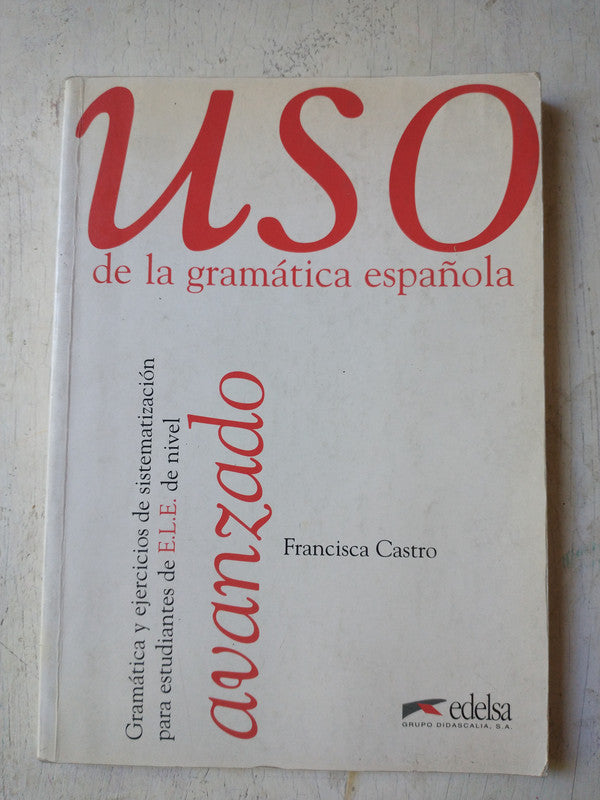 uso
de la gramática española
Gramática y ejercicios de sistematización
para estudiantes de E.L.E. de nivel
avanzado
Francisca Castro
edelsa
GRUPO DIDASCALIA, S.A.